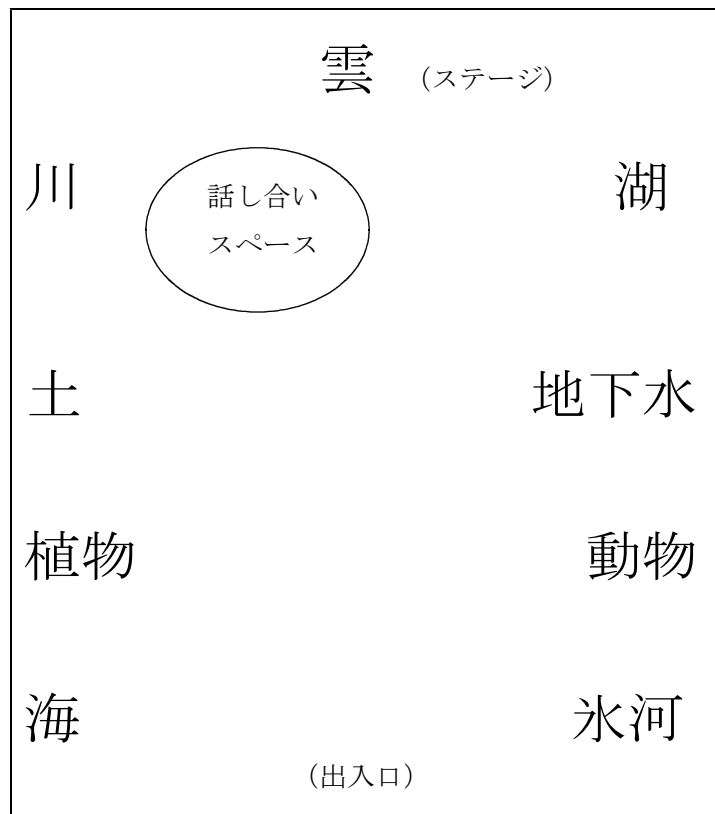 雲 (ステージ)
川 湖
話し合い
スペース
土 地下水
植物 動物
海 氷河
(出入口)